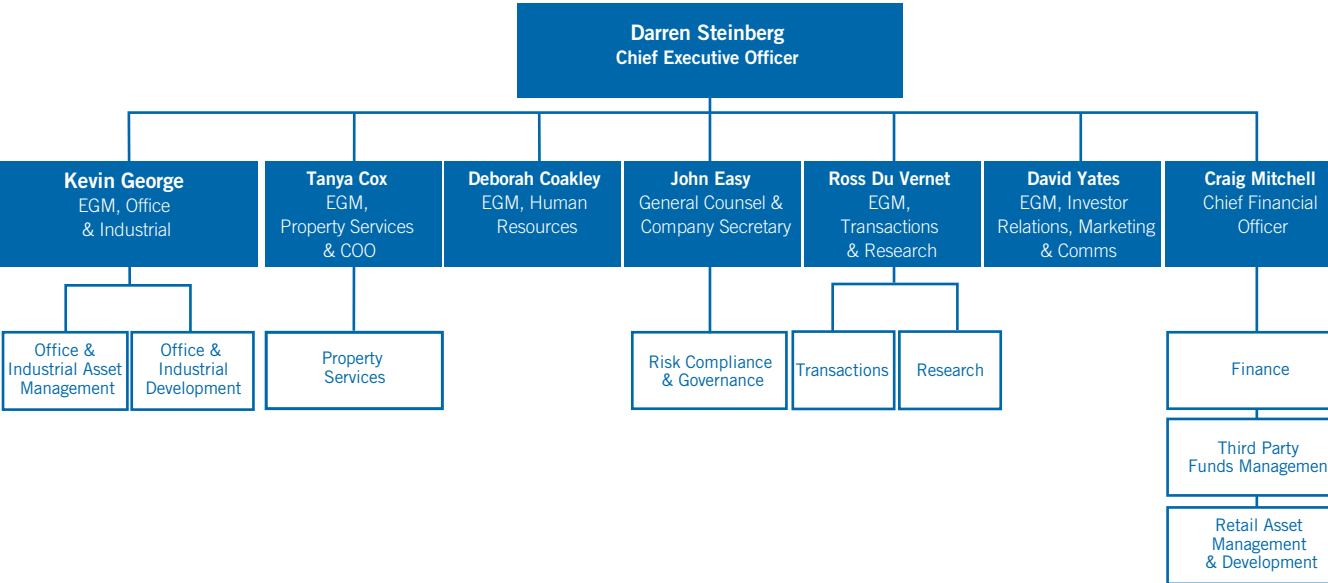 Darren Steinberg
Chief Executive Officer
Kevin George
EGM, Office
& Industrial
Tanya Cox
EGM,
Property Services
& COO
Deborah Coakley
EGM, Human
Resources
John Easy
General Counsel &
Company Secretary
Ross Du Vernet
EGM,
Transactions
& Research
David Yates
EGM, Investor
Relations, Marketing
& Comms
Craig Mitchell
Chief Financial
Officer
Office &
Industrial Asset
Management
Office &
Industrial
Development
Property
Services
Risk Compliance
& Governance
Transactions
Research
Finance
Third Party
Funds Managemen
Retail Asset
Management
& Development